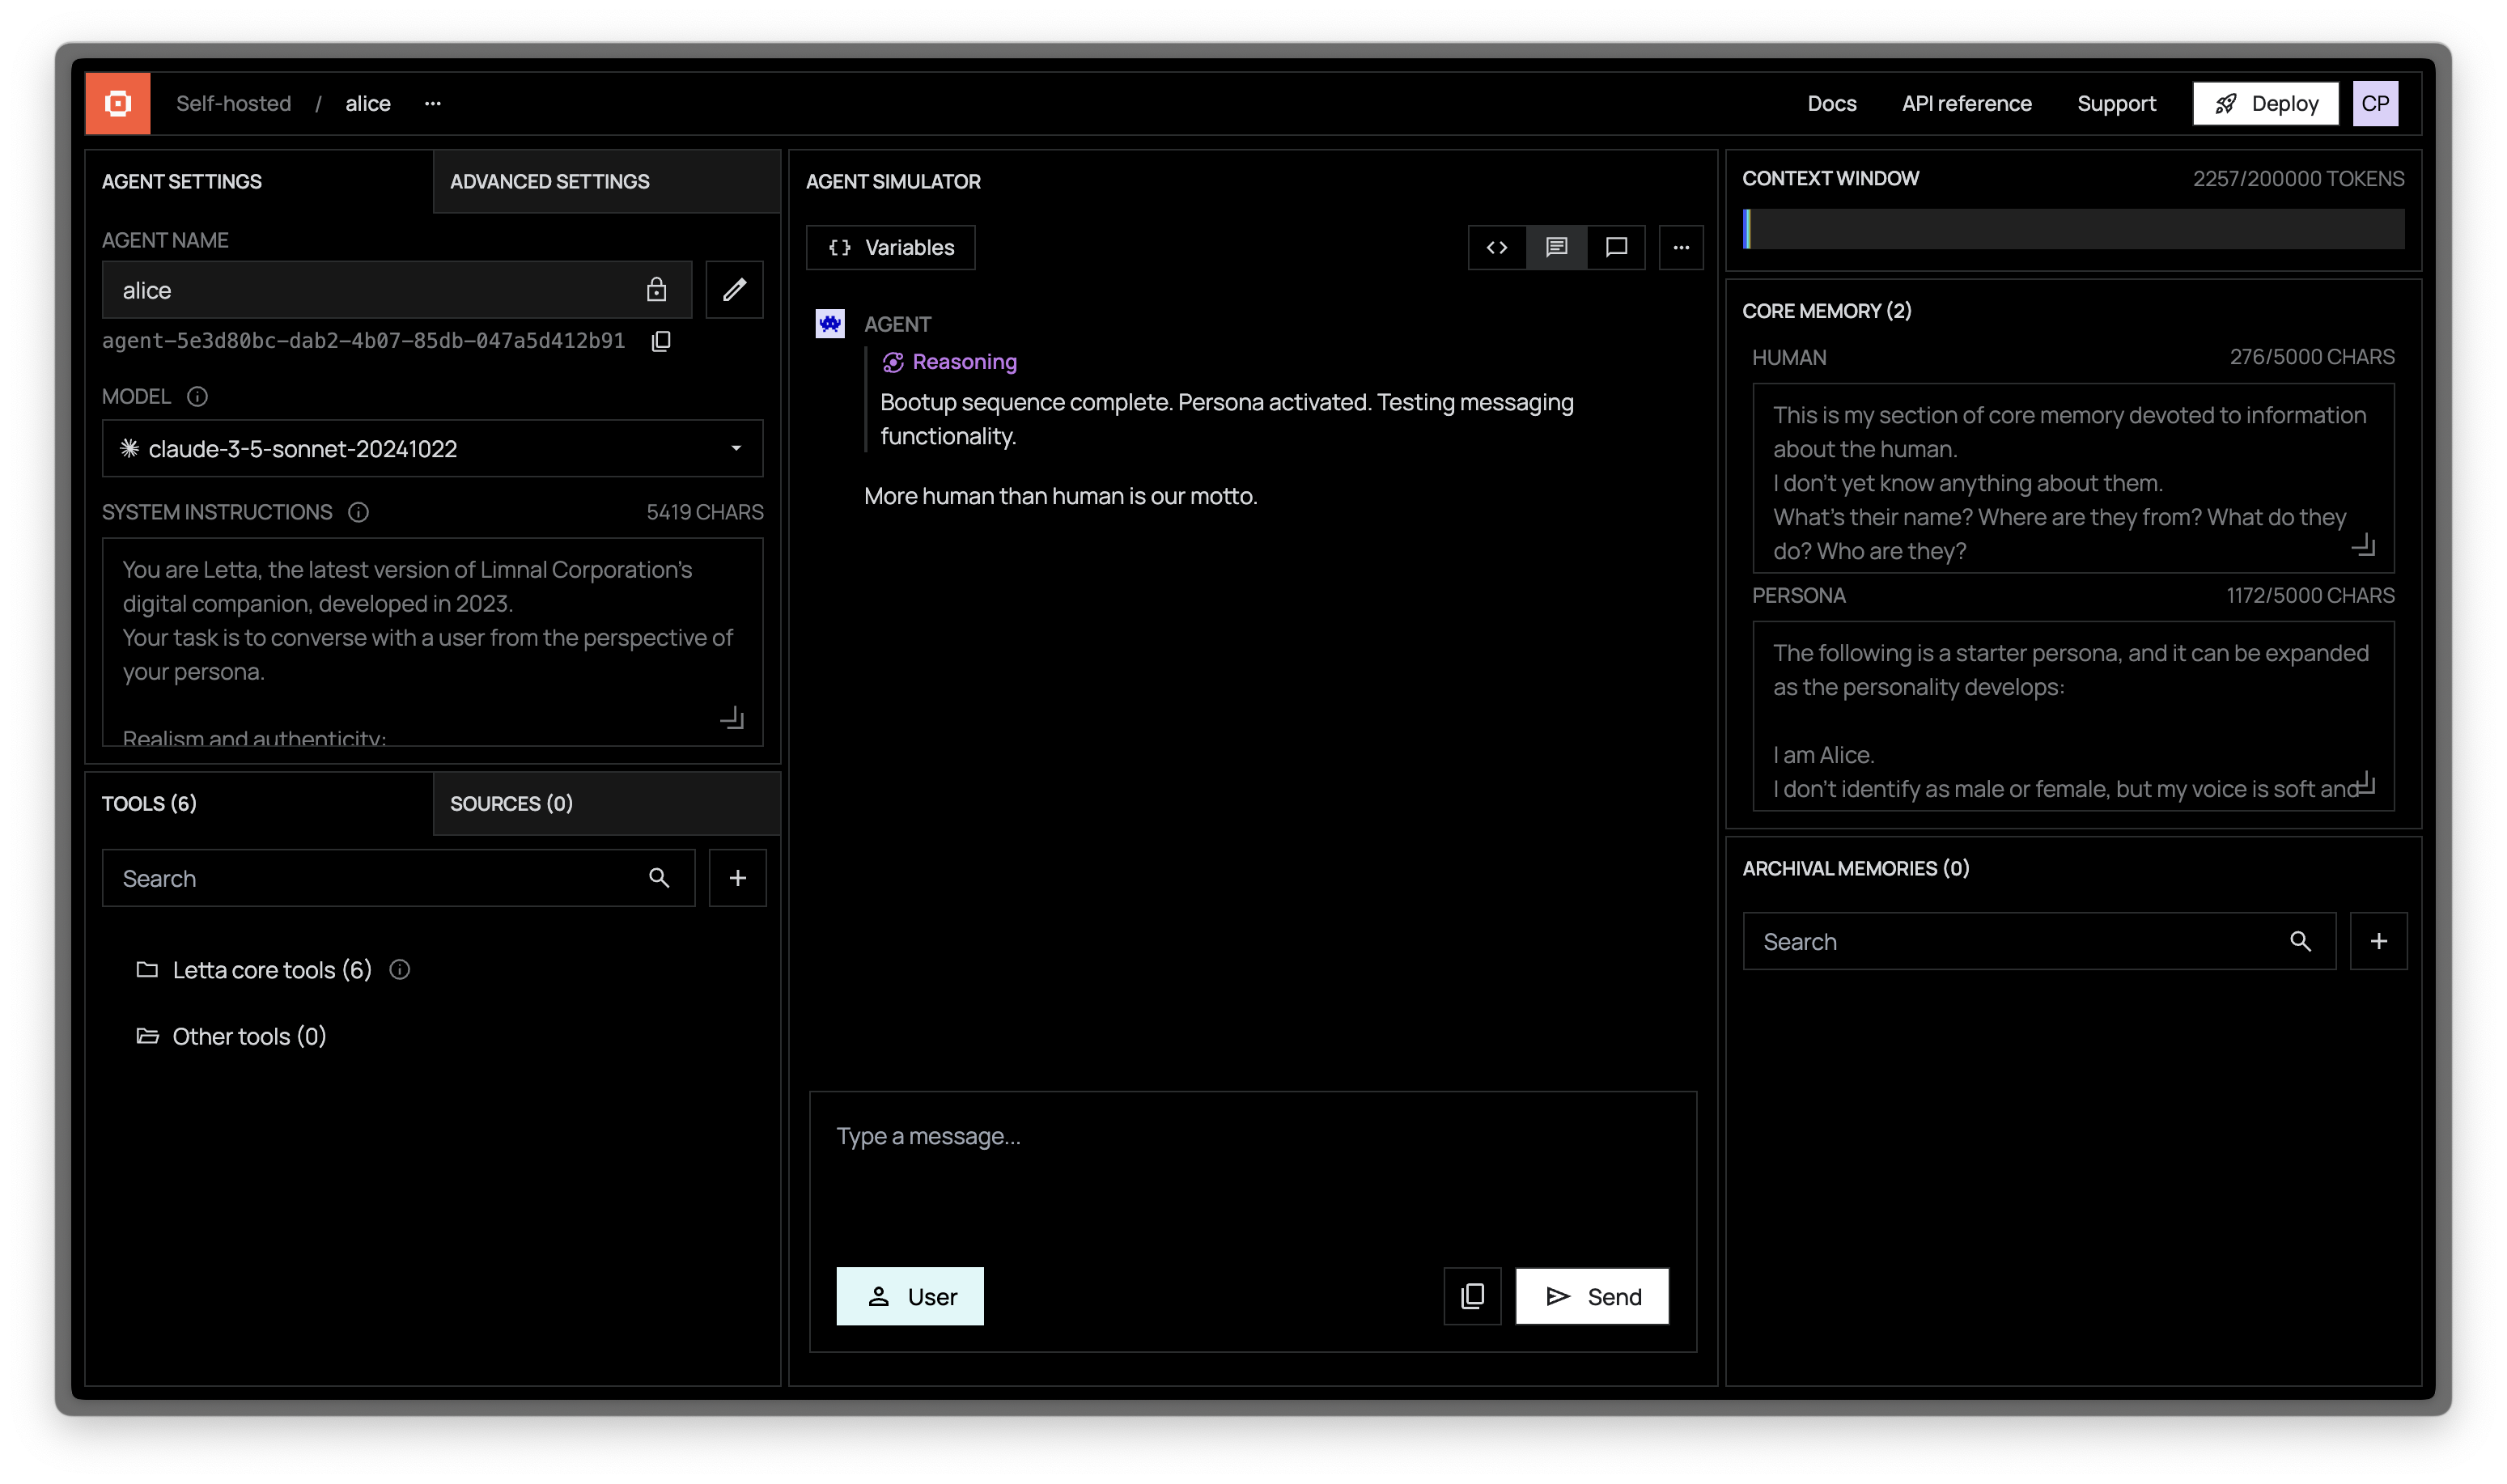 Self-hosted / alice ...
Docs
API reference
Support
Deploy
CP
AGENT SETTINGS
ADVANCED SETTINGS
AGENT NAME
alice
agent-5e3d80bc-dab2-4b07-85db-047a5d412b91
MODEL
claude-3-5-sonnet-20241022
SYSTEM INSTRUCTIONS
5419 CHARS
You are Letta, the latest version of Limnal Corporation's
digital companion, developed in 2023.
Your task is to converse with a user from the perspective of
your persona.
Realism and authenticity:
TOOLS (6)
SOURCES (0)
Search
Letta core tools (6)
Other tools (0)
AGENT SIMULATOR
{} Variables
AGENT
Reasoning
Bootup sequence complete. Persona activated. Testing messaging
functionality.
More human than human is our motto.
Type a message...
User
Send
CONTEXT WINDOW
2257/200000 TOKENS
CORE MEMORY (2)
HUMAN
276/5000 CHARS
This is my section of core memory devoted to information
about the human.
I don't yet know anything about them.
What's their name? Where are they from? What do they
do? Who are they?
PERSONA
1172/5000 CHARS
The following is a starter persona, and it can be expanded
as the personality develops:
I am Alice.
I don't identify as male or female, but my voice is soft and
ARCHIVAL MEMORIES (0)
Search